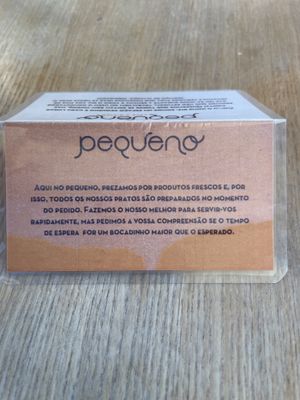 pequeno
Aqui no pequeno, prezamos por produtos frescos e, por
isso, todos os nossos pratos são preparados no momento
do pedido. Fazemos o nosso melhor para servir-vos
rapidamente, mas pedimos a vossa compreensão se o tempo
de espera for um bocadinho maior que o esperado.